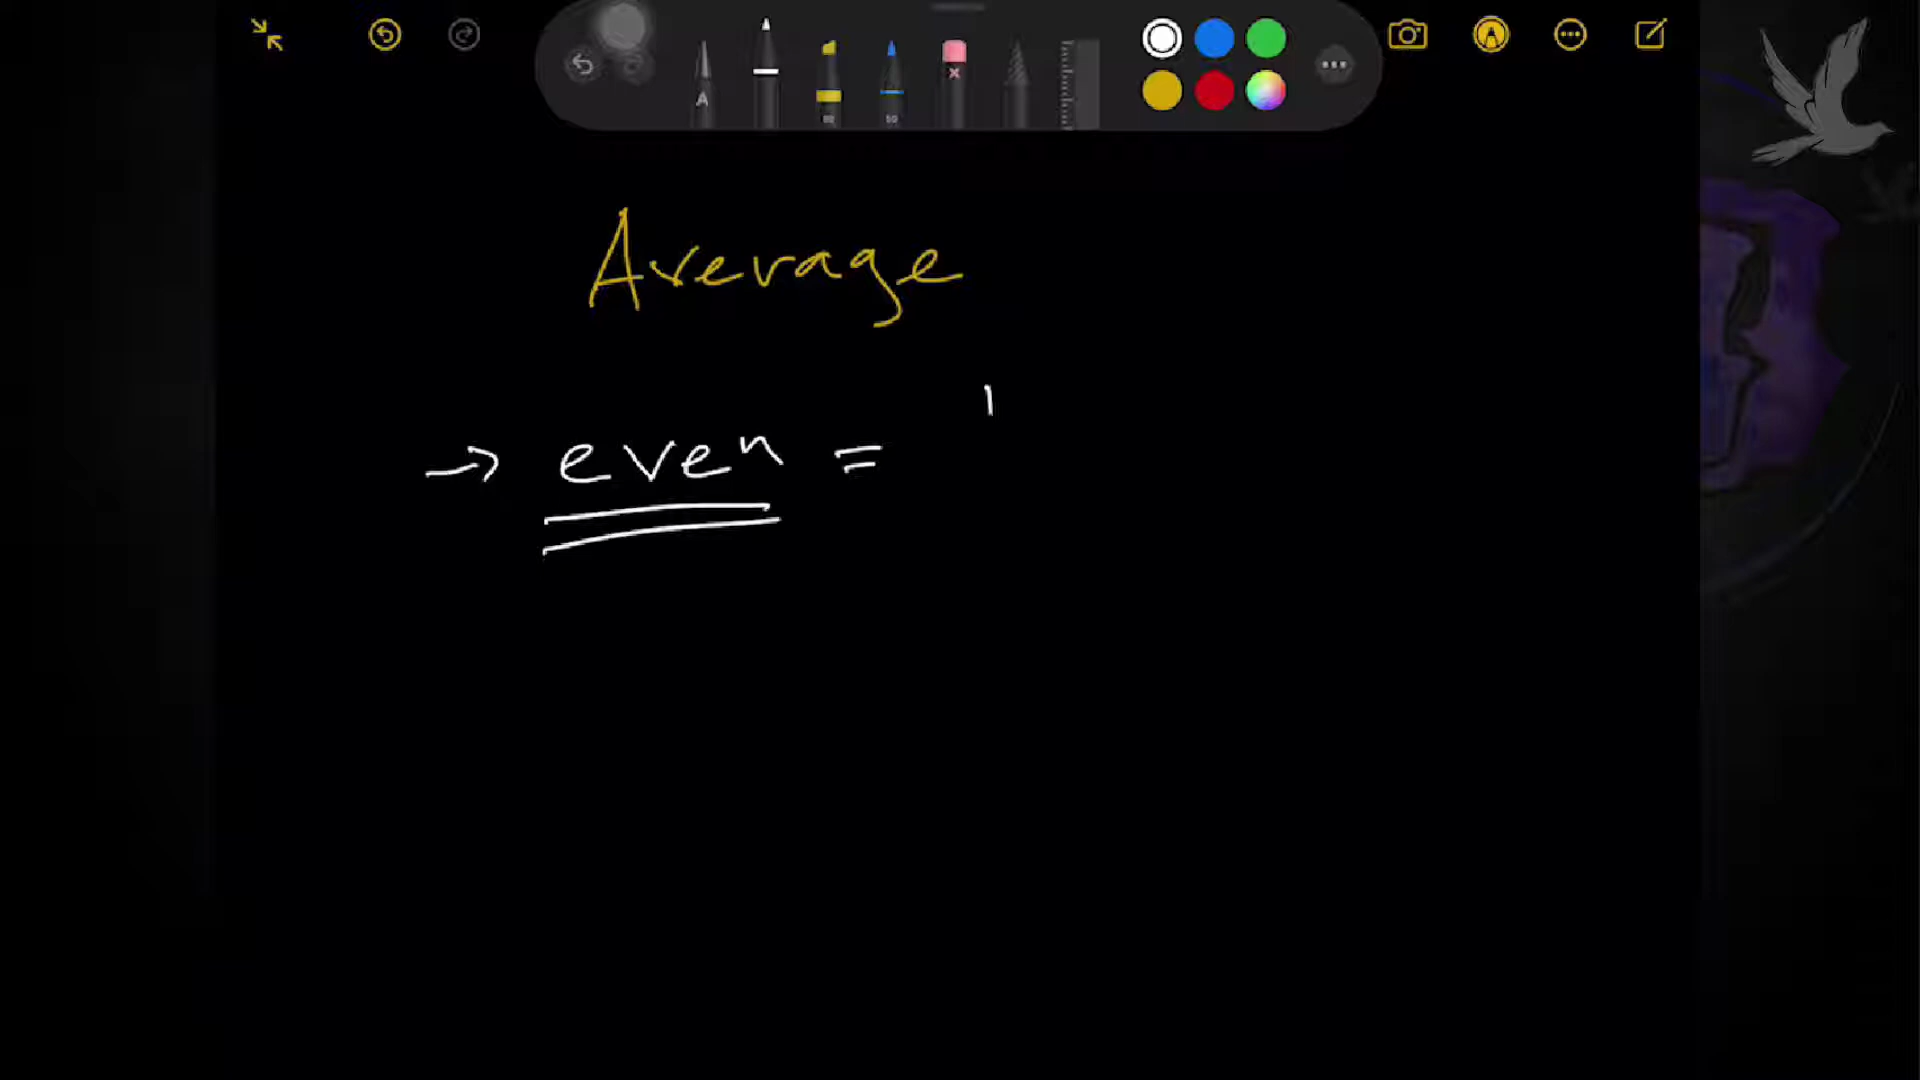 Average
→ even =